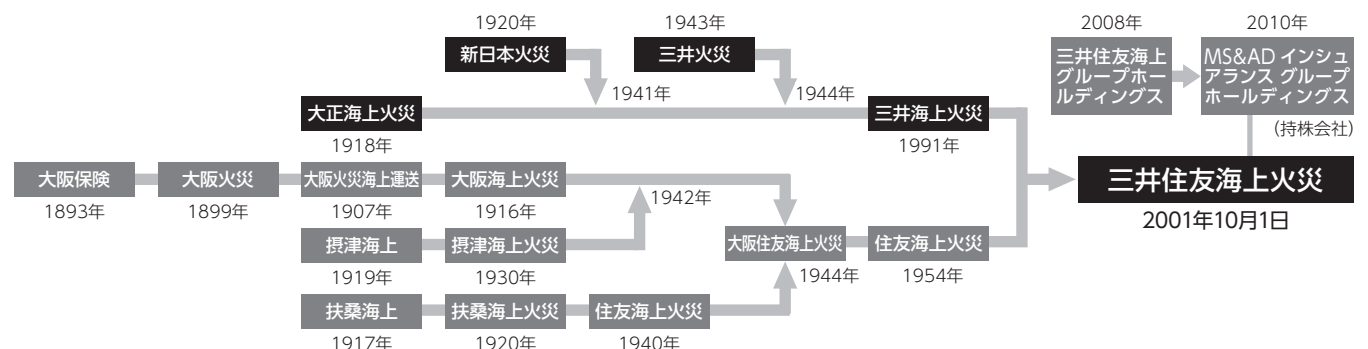 1920年
1943年
2008年
2010年
新日本火災
三井火災
三井住友海上
グループホー
ルディングス
MS&AD インシュ
アランス グループ
ホールディングス
1941年
1944年
(持株会社)
大正海上火災
三井海上火災
1918年
1991年
大阪保険
大阪火災
大阪火災海上運送
大阪海上火災
三井住友海上火災
1893年
1899年
1907年
1916年
1942年
2001年10月1日
摂津海上
摂津海上火災
大阪住友海上火災
住友海上火災
1919年
1930年
1944年
1954年
扶桑海上
扶桑海上火災
住友海上火災
1917年
1920年
1940年